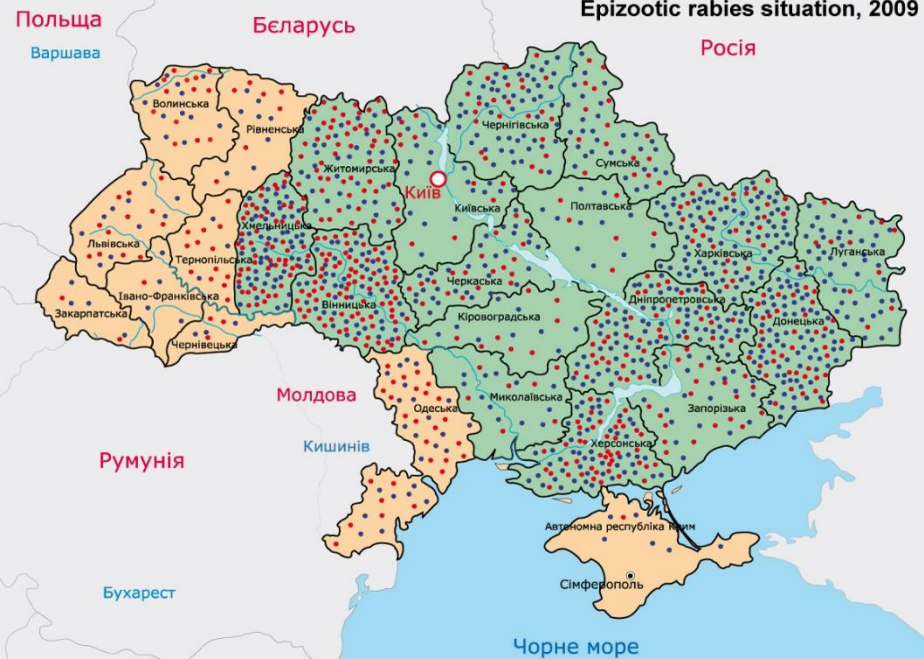 Epizootic rabies situation, 2009
Польща
Бєларусь
Росія
Варшава
Волинська
Рівненська
Чернігівська
Сумська
Житомирська
Київ
Київська
Полтавська
Хмельницька
Львівська
Тернопільська
Харківська
Луганська
Черкаська
Івано-Франківська
Закарпатська
Вінницька
Дніпропетровська
Кіровоградська
Донецька
Чернівецька
Молдова
Миколаївська
Одеська
Запорізька
Кишинів
Херсонська
Румунія
Автономна республіка Крим
Сімферополь
Бухарест
Чорне море